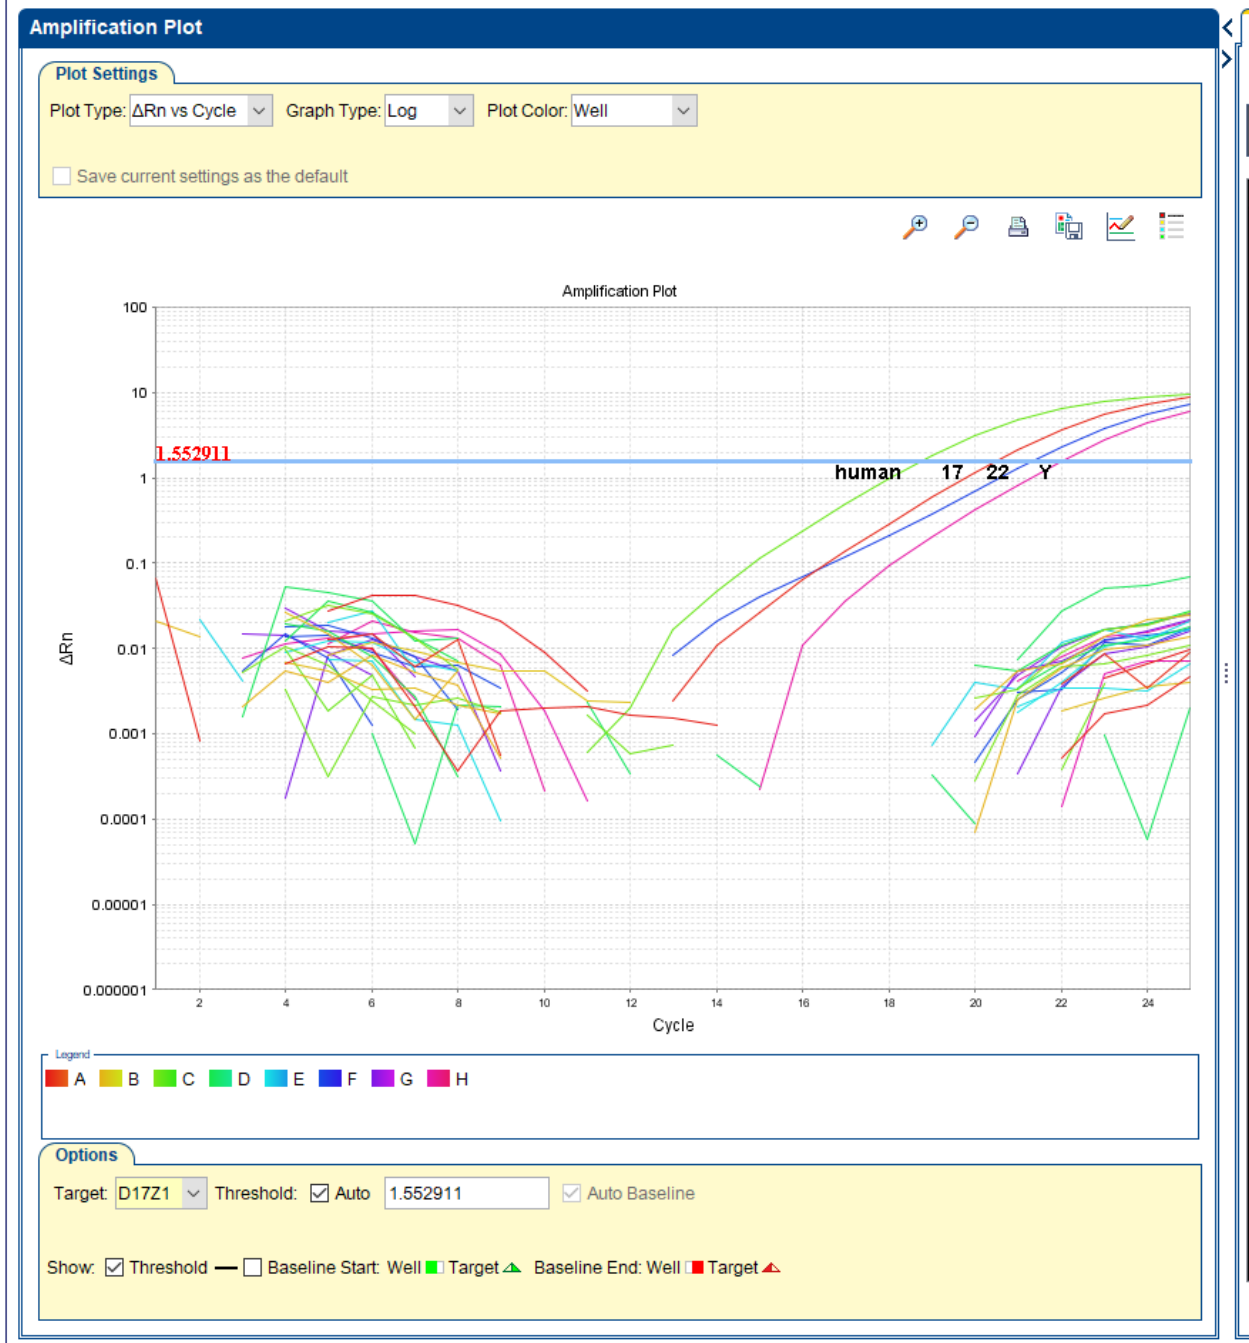 Amplification Plot
Plot Settings
Plot Type: ΔRn vs Cycle Graph Type: Log Plot Color: Well
Save current settings as the default
Amplification Plot
100
10
1.552911
1
human 17 22 Y
0.1
0.01
0.001
0.0001
0.00001
0.000001
ΔRn
2 4 6 8 10 12 14 16 18 20 22 24
Cycle
Legend
A B C D E F G H
Options
Target: D17Z1 Threshold: Auto 1.552911 Auto Baseline
Show: Threshold Baseline Start: Well Target Baseline End: Well Target